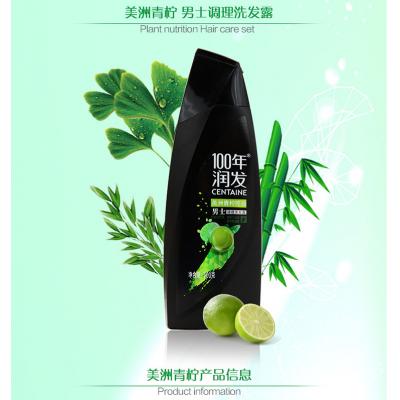 美洲青柠 男士调理洗发露
Plant nutrition Hair care set
100年
润发
CENTAINE
男士
美洲青柠产品信息
Product information